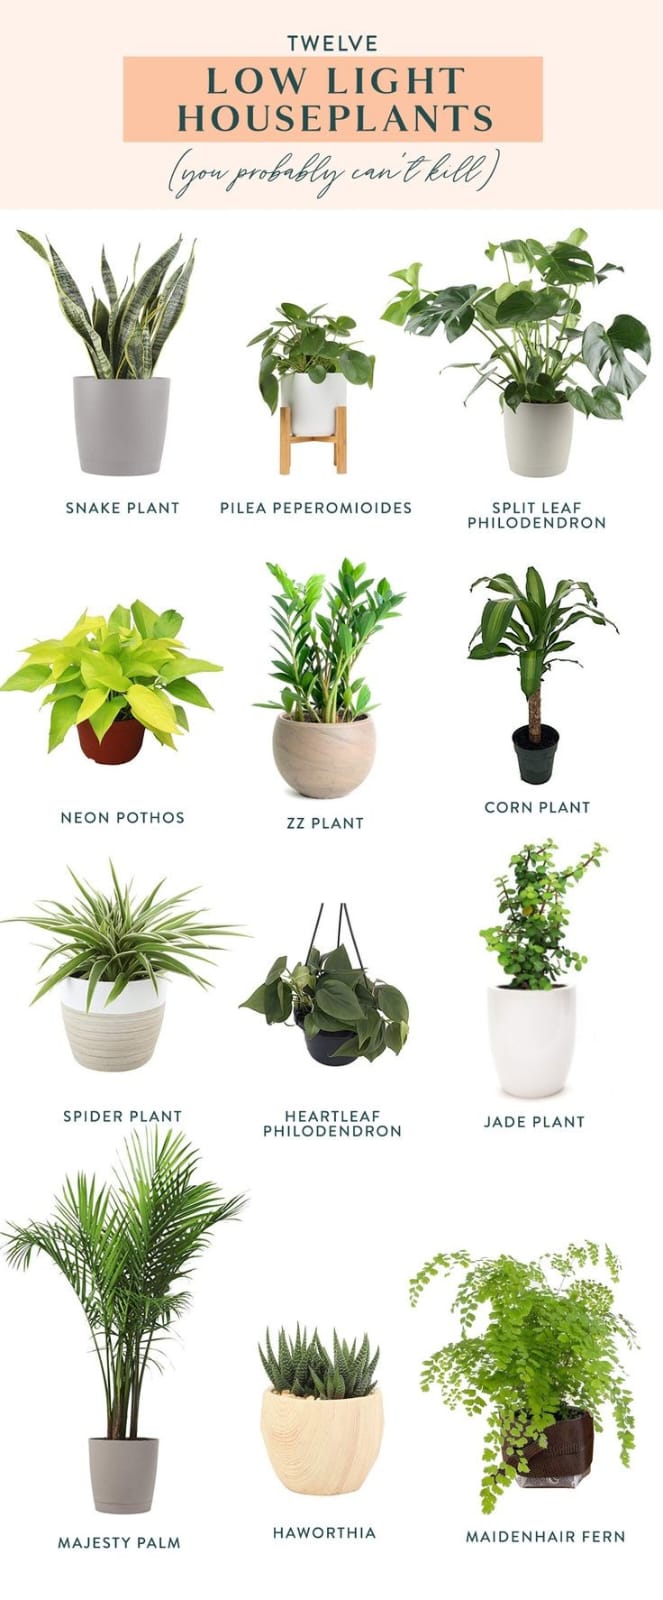 TWELVE
LOW LIGHT
HOUSEPLANTS
(you probably can't kill)
SNAKE PLANT
PILEA PEPEROMIOIDES
SPLIT LEAF
PHILODENDRON
NEON POTHOS
ZZ PLANT
CORN PLANT
SPIDER PLANT
HEARTLEAF
PHILODENDRON
JADE PLANT
MAJESTY PALM
HAWORTHIA
MAIDENHAIR FERN